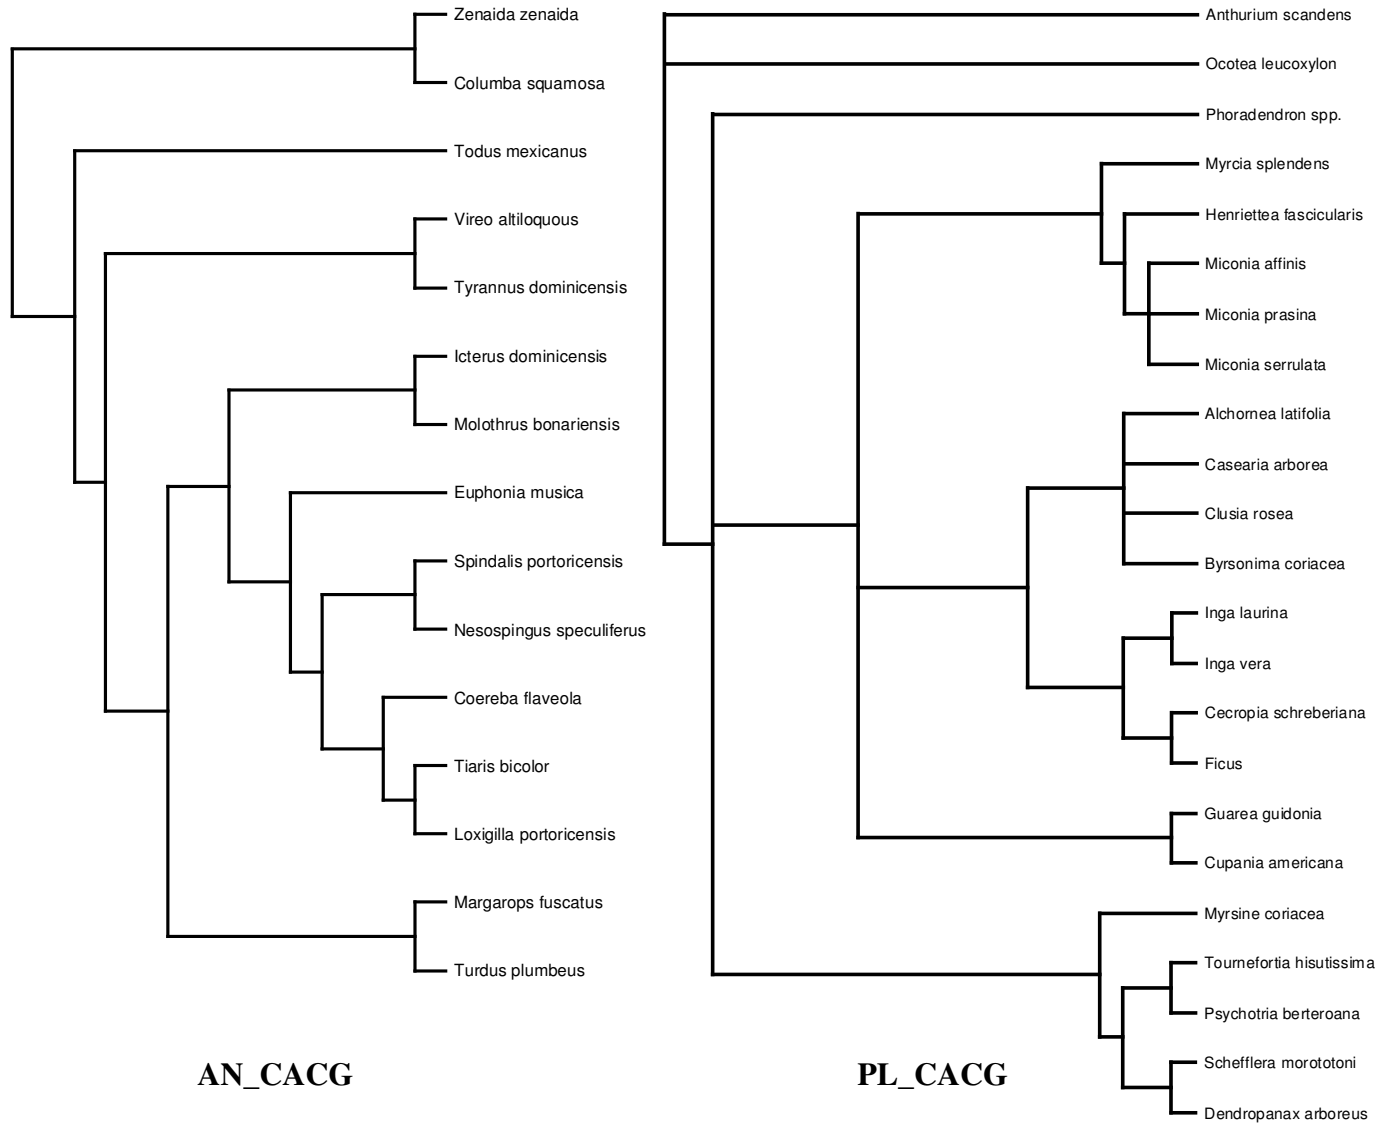 Zenaida zenaida
Columba squamosa
Todus mexicanus
Vireo altiloquous
Tyrannus dominicensis
Icterus dominicensis
Molothrus bonariensis
Euphonia musica
Spindalis portoricensis
Nesospingus speculiferus
Coereba flaveola
Tiaris bicolor
Loxigilla portoricensis
Margarops fuscatus
Turdus plumbeus
AN_CACG
Anthurium scandens
Ocotea leucoxylon
Phoradendron spp.
Myrcia splendens
Henriettea fascicularis
Miconia affinis
Miconia prasina
Miconia serrulata
Alchornea latifolia
Casearia arborea
Clusia rosea
Byrsonima coriacea
Inga laurina
Inga vera
Cecropia schreberiana
Ficus
Guarea guidonia
Cupania americana
Myrsine coriacea
Tournefortia hisutissima
Psychotria berteroana
Schefflera morototoni
Dendropanax arboreus
PL_CACG